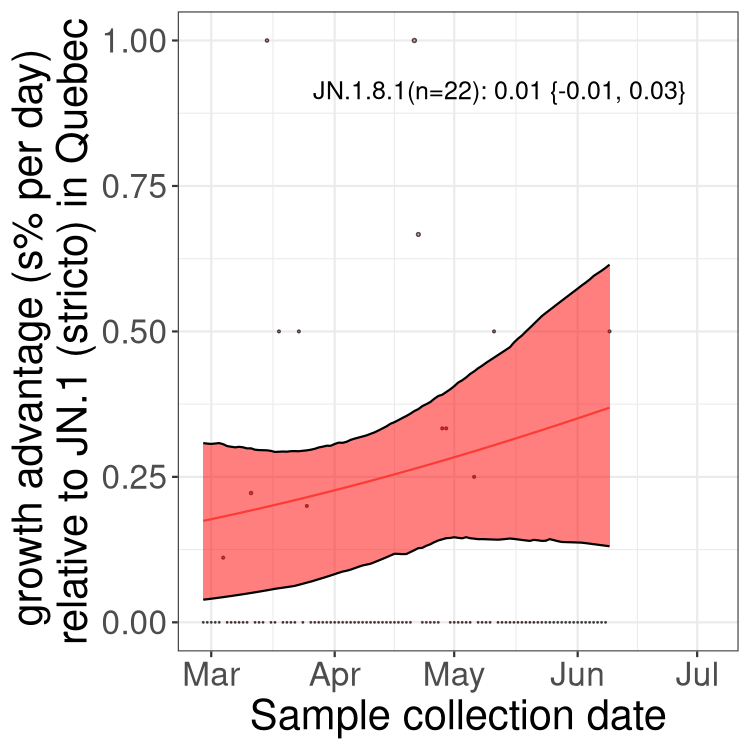 growth advantage (s% per day)
relative to JN.1 (stricto) in Quebec
1.00
0.75
0.50
0.25
0.00
JN.1.8.1(n=22): 0.01 {-0.01, 0.03}
Mar Apr May Jun Jul
Sample collection date